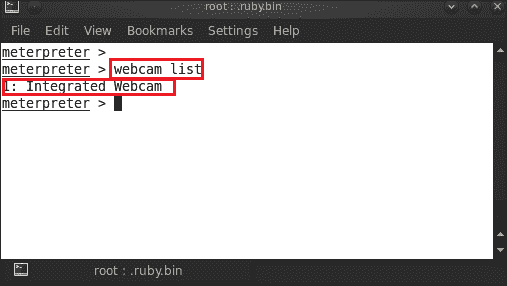 root : .ruby.bin
File Edit View Bookmarks Settings Help
meterpreter >
meterpreter > webcam list
1: Integrated Webcam
meterpreter >
root : .ruby.bin